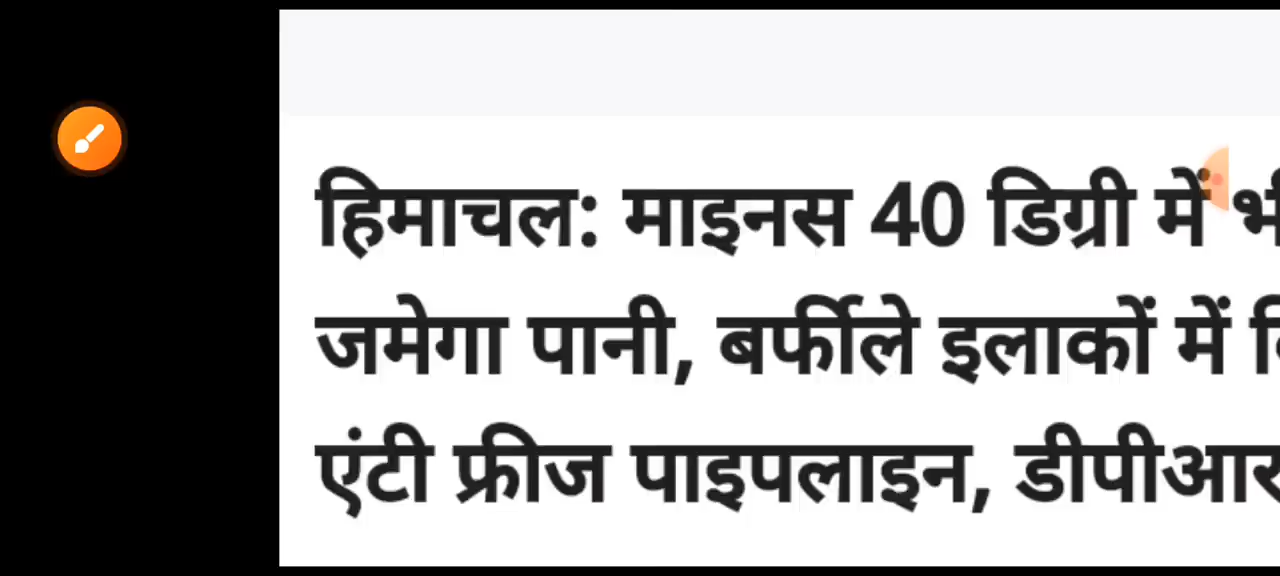 हिमाचल: माइनस 40 डिग्री में
जमेगा पानी, बर्फीले इलाकों में
एंटी फ्रीज पाइपलाइन, डीपीआर